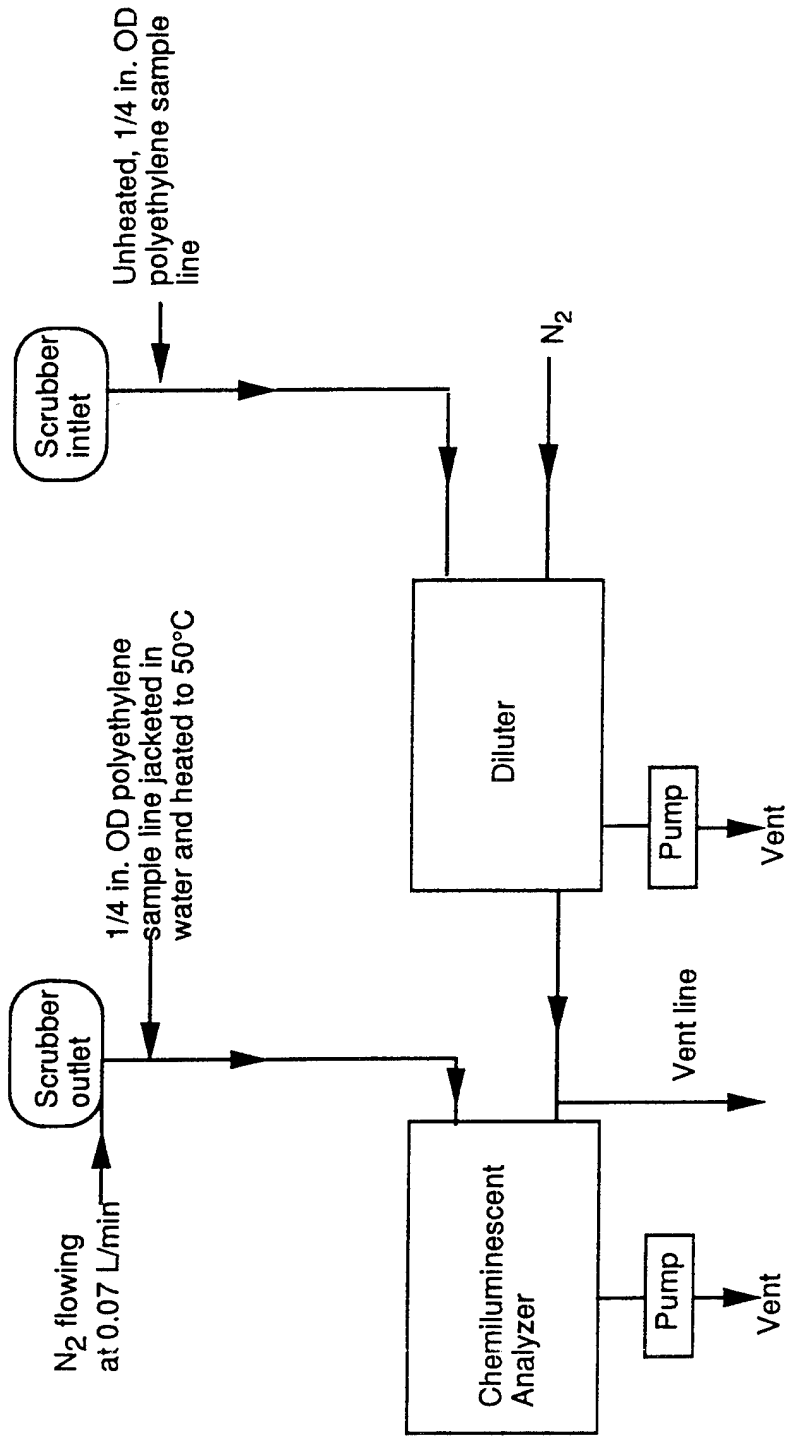 N2 flowing
at 0.07 L/min
Scrubber
outlet
1/4 in. OD polyethylene
sample line jacketed in
water and heated to 50°C
Scrubber
intlet
Unheated, 1/4 in. OD
polyethylene sample
line
Chemiluminescent
Analyzer
Pump
Vent
Vent line
Diluter
Pump
Vent
N2